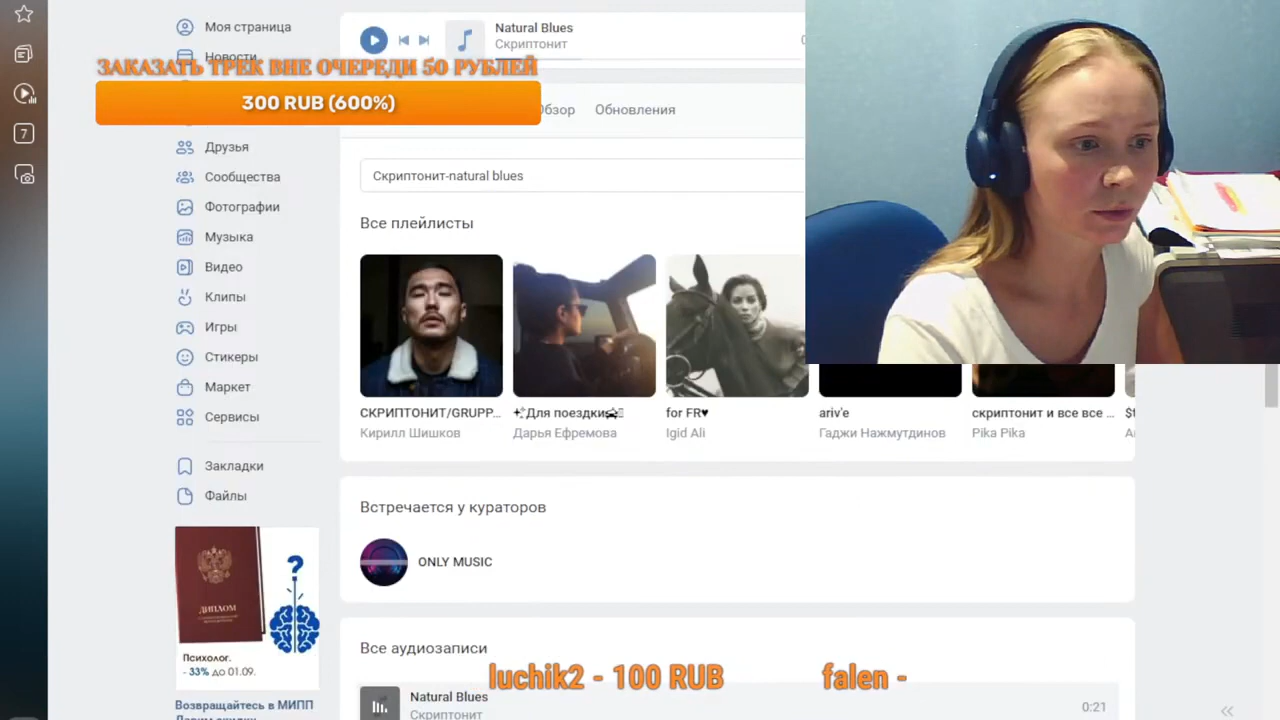 Моя страница
Новости
Друзья
Сообщества
Фотографии
Музыка
Видео
Клипы
Игры
Стикеры
Маркет
Сервисы
Закладки
Файлы
7
ЗАКАЗАТЬ ТРЕК ВНЕ ОЧЕРЕДИ 50 РУБЛЕЙ
300 RUB (600%)
Natural Blues
Скриптонит
Обзор
Обновления
Скриптонит-natural blues
Все плейлисты
СКРИПТОНИТ/GRUPP...
Кирилл Шишков
Для поездки
Дарья Ефремова
for FR♥
Igid Ali
ariv'e
Гаджи Нажмутдинов
скриптонит и все все ...
Pika Pika
Встречается у кураторов
ONLY MUSIC
Все аудиозаписи
Natural Blues
Скриптонит
0:21
luchik2 - 100 RUB
falen -
ДИПЛОМ
?
Психолог.
- 33% до 01.09.
Возвращайтесь в МИПП